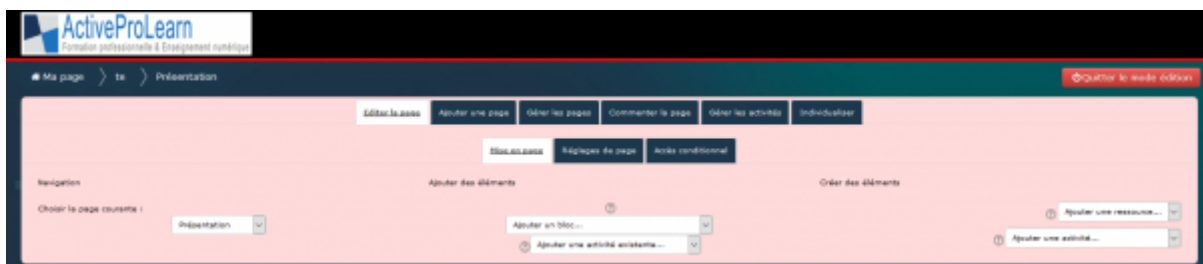 ActiveProLearn
Formation professionnelle & Enseignement numérique
Ma page
te
Présentation
Quitter le mode édition
Editer la page
Ajouter une page
Gérer les pages
Commenter la page
Gérer les activités
Individualiser
Mise en page
Réglages de page
Accès conditionnel
Navigation
Ajouter des éléments
Créer des éléments
Choisir la page courante :
Présentation
Ajouter un bloc...
Ajouter une activité existante...
Ajouter une ressource...
Ajouter une activité...